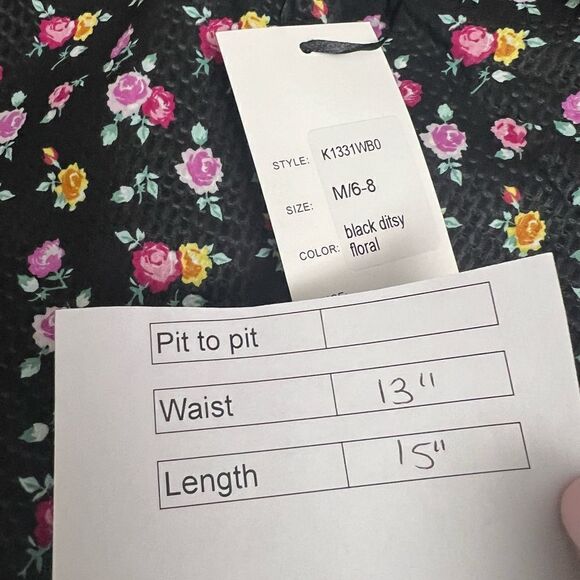 STYLE: K1331WB0
SIZE: M/6-8
COLOR: black ditsy
floral
Pit to pit
Waist 13"
Length 15"